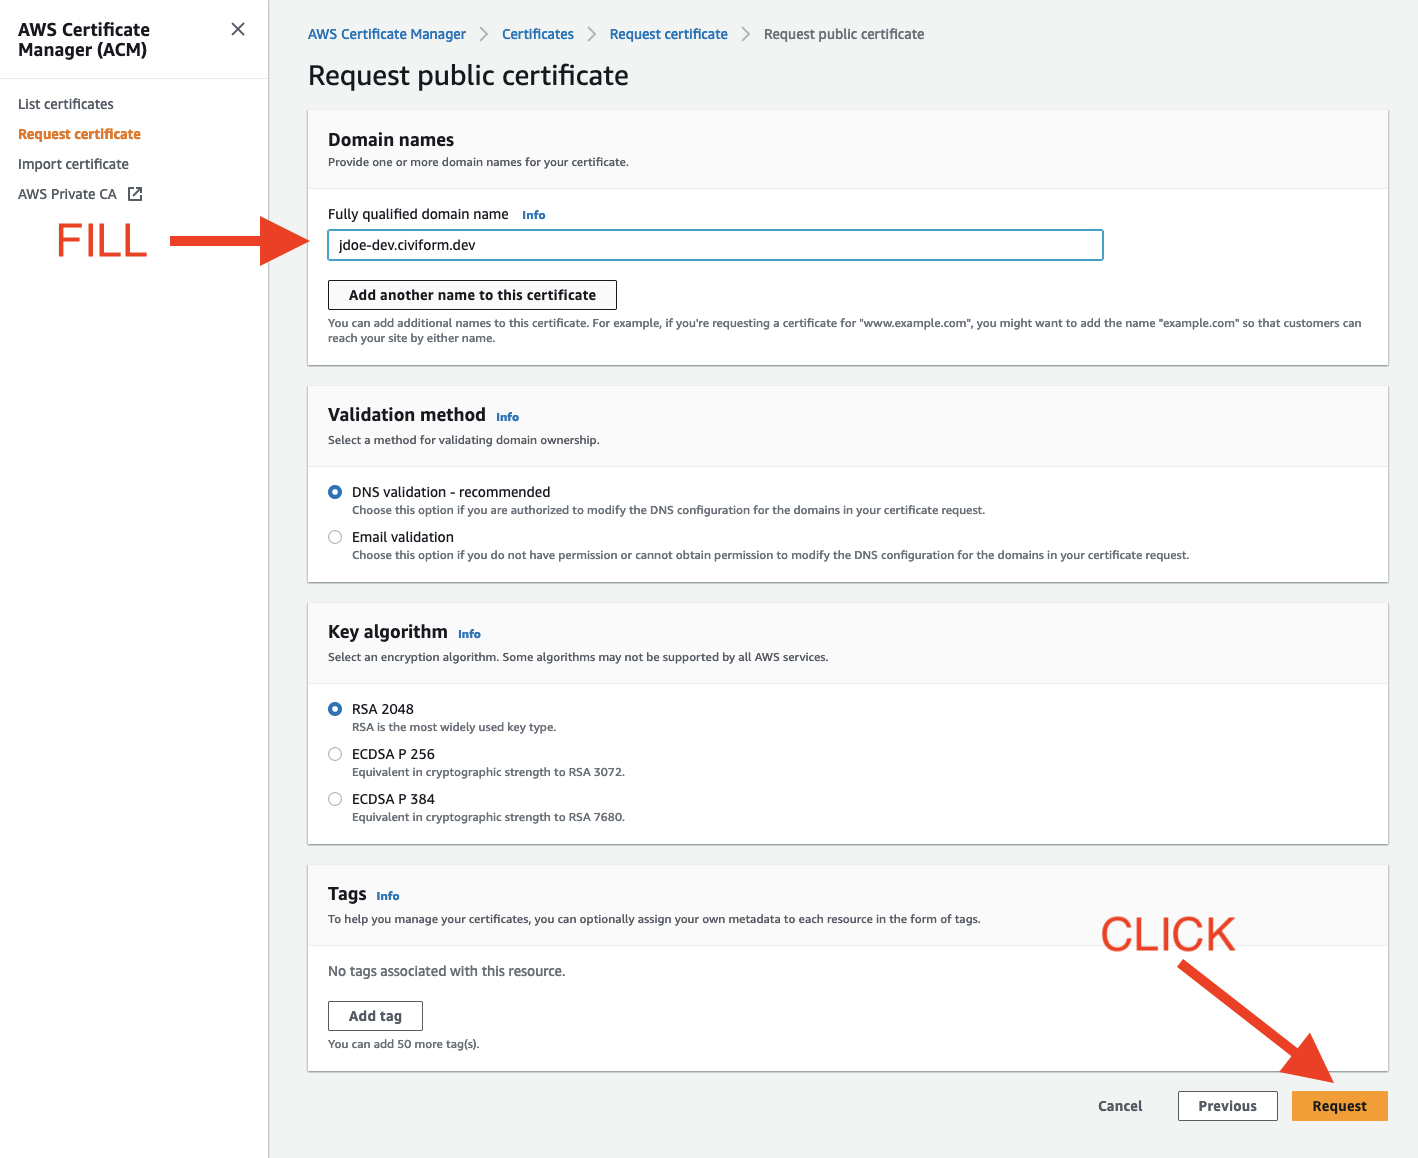 AWS Certificate
Manager (ACM)
List certificates
Request certificate
Import certificate
AWS Private CA
FILL
AWS Certificate Manager > Certificates > Request certificate > Request public certificate
Request public certificate
Domain names
Provide one or more domain names for your certificate.
Fully qualified domain name Info
jdoe-dev.civiform.dev
Add another name to this certificate
You can add additional names to this certificate. For example, if you're requesting a certificate for "www.example.com", you might want to add the name "example.com" so that customers can
reach your site by either name.
Validation method Info
Select a method for validating domain ownership.
DNS validation - recommended
Choose this option if you are authorized to modify the DNS configuration for the domains in your certificate request.
Email validation
Choose this option if you do not have permission or cannot obtain permission to modify the DNS configuration for the domains in your certificate request.
Key algorithm Info
Select an encryption algorithm. Some algorithms may not be supported by all AWS services.
RSA 2048
RSA is the most widely used key type.
ECDSA P 256
Equivalent in cryptographic strength to RSA 3072.
ECDSA P 384
Equivalent in cryptographic strength to RSA 7680.
Tags Info
To help you manage your certificates, you can optionally assign your own metadata to each resource in the form of tags.
CLICK
No tags associated with this resource.
Add tag
You can add 50 more tag(s).
Cancel Previous Request